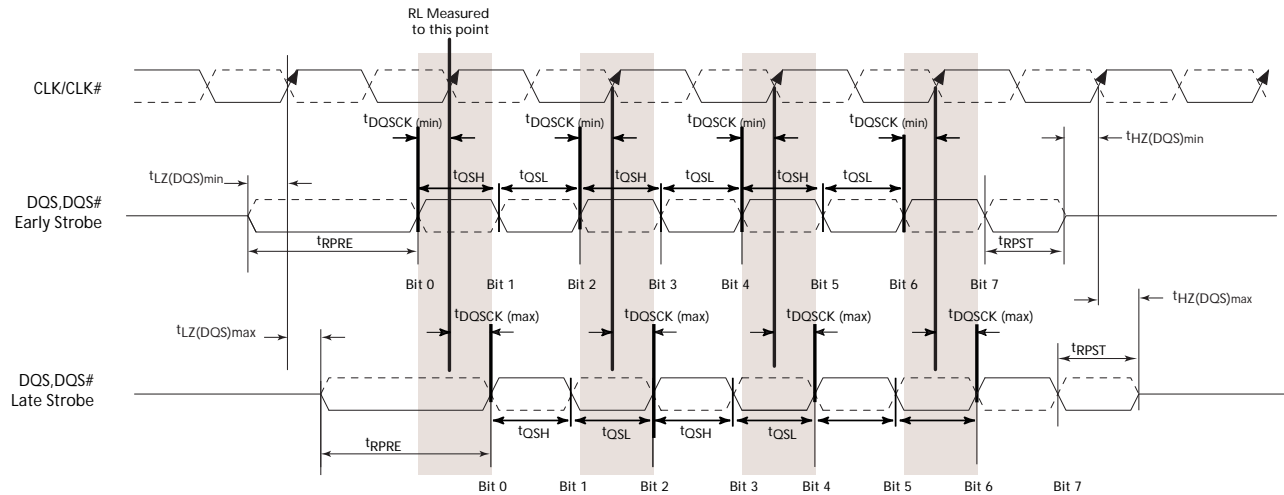 RL Measured
to this point
CLK/CLK#
tDQSCK (min) tDQSCK (min) tDQSCK (min) tDQSCK (min)
tHZ(DQS)min
tLZ(DQS)min
tQSH tQSL tQSH tQSL tQSH tQSL
DQS,DQS#
Early Strobe
tRPRE
tRPST
Bit 0 Bit 1 Bit 2 Bit 3 Bit 4 Bit 5 Bit 6 Bit 7
tHZ(DQS)max
tDQSCK (max) tDQSCK (max) tDQSCK (max) tDQSCK (max)
tLZ(DQS)max
tRPST
DQS,DQS#
Late Strobe
tQSH tQSL tQSH tQSL
tRPRE
Bit 0 Bit 1 Bit 2 Bit 3 Bit 4 Bit 5 Bit 6 Bit 7